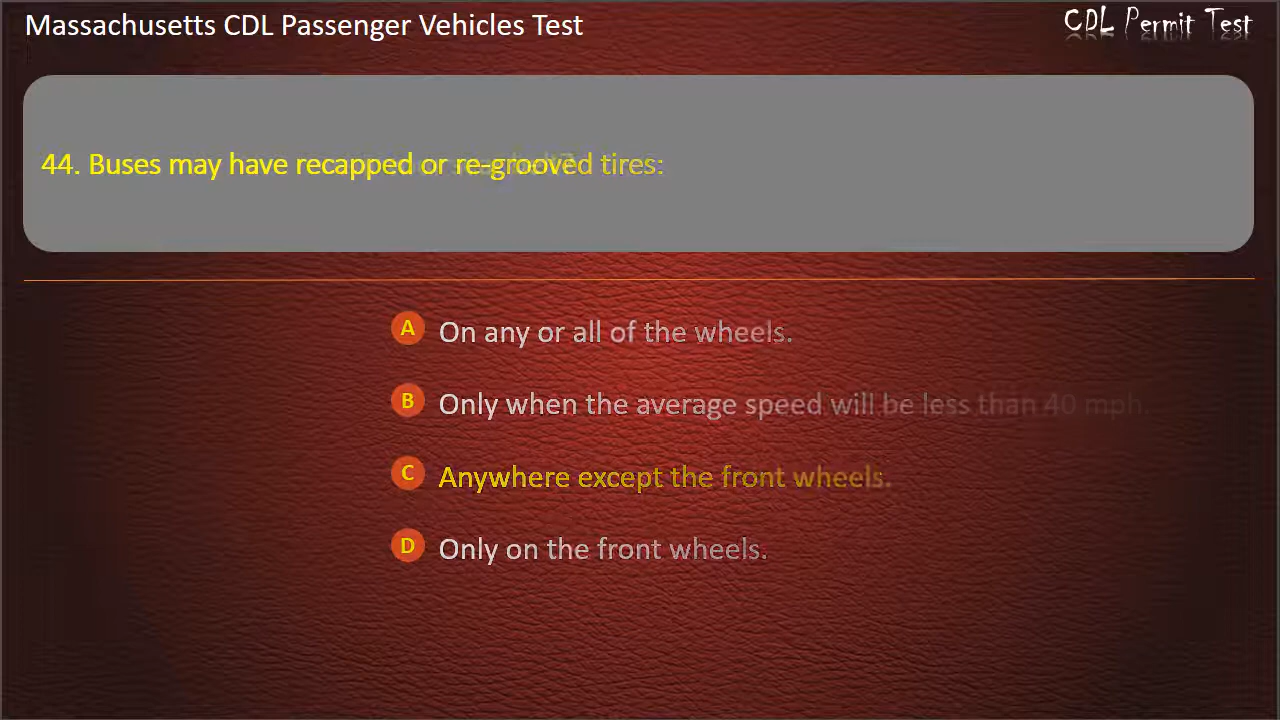 Massachusetts CDL Passenger Vehicles Test
CDL Permit Test
44. Buses may have recapped or re-grooved tires:
A On any or all of the wheels.
B Only when the average speed will be less than 40 mph.
C Anywhere except the front wheels.
D Only on the front wheels.